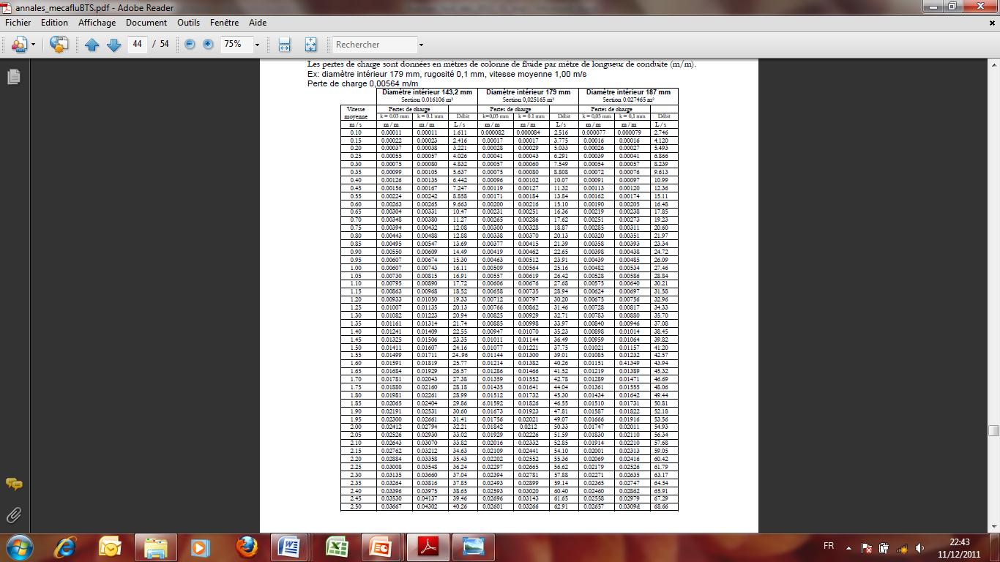 annales_mecafluBTS.pdf - Adobe Reader
Fichier Edition Affichage Document Outils Fenêtre Aide
44 / 54 75% Rechercher
Les pertes de charge sont données en mètres de colonne de fluide par mètre de longueur de conduite (m/m).
Ex: diamètre intérieur 179 mm, rugosité 0,1 mm, vitesse moyenne 1,00 m/s
Perte de charge 0,00564 m/m
Diamètre intérieur 143,2 mm Diamètre intérieur 179 mm Diamètre intérieur 187 mm
Section 0.016106 m² Section 0,025165 m² Section 0.027465 m²
Vitesse Pertes de charge Pertes de charge Pertes de charge
moyenne k = 0.03 mm k = 0.1 mm Débit k=0,03 mm k = 0.1 mm Débit k = 0,03 mm k = 0,1 mm Débit
m / s m / m m / m L / s m / m m / m L/s m / m m / m L / s
0.10 0.00011 0.00011 1.611 0.000082 0.000084 2.516 0.000077 0.000079 2.746
0.15 0.00022 0.00023 2.416 0.00017 0.00017 3.775 0.00016 0.00016 4.120
0.20 0.00037 0.00038 3.221 0.00028 0.00029 5.033 0.00026 0.00027 5.493
0.25 0.00055 0.00057 4.026 0.00041 0.00043 6.291 0.00039 0.00041 6.866
0.30 0.00075 0.00080 4.832 0.00057 0.00060 7.549 0.00054 0.00057 8.239
0.35 0.00099 0.00105 5.637 0.00075 0.00080 8.808 0.00072 0.00076 9.613
0.40 0.00126 0.00135 6.442 0.00096 0.00102 10.07 0.00091 0.00097 10.99
0.45 0.00156 0.00167 7.247 0.00119 0.00127 11.32 0.00113 0.00120 12.36
0.55 0.00224 0.00242 8.858 0.00171 0.00184 13.84 0.00162 0.00174 15.11
0.60 0.00263 0.00265 9.663 0.00200 0.00216 15.10 0.00190 0.00205 16.48
0.65 0.00304 0.00331 10.47 0.00231 0.00251 16.36 0.00219 0.00238 17.85
0.70 0.00348 0.00380 11.27 0.00265 0.00286 17.62 0.00251 0.00273 19.23
0.75 0.00394 0.00432 12.08 0.00300 0.00328 18.87 0.00285 0.00311 20.60
0.80 0.00443 0.00488 12.88 0.00338 0.00370 20.13 0.00320 0.00351 21.97
0.85 0.00495 0.00547 13.69 0.00377 0.00415 21.39 0.00358 0.00393 23.34
0.90 0.00550 0.00609 14.49 0.00419 0.00462 22.65 0.00398 0.00438 24.72
0.95 0.00607 0.00674 15.30 0.00463 0.00512 23.91 0.00439 0.00485 26.09
1.00 0.00607 0.00743 16.11 0.00509 0.00564 25.16 0.00482 0.00534 27.46
1.05 0.00730 0.00815 16.91 0.00557 0.00619 26.42 0.00528 0.00586 28.84
1.10 0.00795 0.00890 17.72 0.00606 0.00676 27.68 0.00575 0.00640 30.21
1.15 0.00863 0.00968 18.52 0.00658 0.00735 28.94 0.00624 0.00697 31.58
1.20 0.00933 0.01050 19.33 0.00712 0.00797 30.20 0.00675 0.00756 32.96
1.25 0.01007 0.01135 20.13 0.00766 0.00862 31.46 0.00728 0.00817 34.33
1.30 0.01082 0.01223 20.94 0.00825 0.00929 32.71 0.00783 0.00880 35.70
1.35 0.01161 0.01314 21.74 0.00885 0.00998 33.97 0.00840 0.00946 37.08
1.40 0.01241 0.01409 22.55 0.00947 0.01070 35.23 0.00898 0.01014 38.45
1.45 0.01325 0.01506 23.35 0.01011 0.01144 36.49 0.00959 0.01064 39.82
1.50 0.01411 0.01607 24.16 0.01077 0.01221 37.75 0.01021 0.01157 41.20
1.55 0.01499 0.01711 24..96 0.01144 0.01300 39.01 0.01085 0.01232 42.57
1.60 0.01591 0.01819 25.77 0.01214 0.01382 40.26 0.01151 0.41349 43.94
1.65 0.01684 0.01929 26.57 0.01286 0.01466 41.52 0.01219 0.01389 45.32
1.70 0.01781 0.02043 27.38 0.01359 0.01552 42.78 0.01289 0.01471 46.69
1.75 0.01880 0.02160 28.18 0.01435 0.01641 44.04 0.01361 0.01555 48.06
1.80 0.01981 0.02261 28.99 0.01512 0.01732 45.30 0.01434 0.01642 49.44
1.85 0.02065 0.02404 29.86 6.01592 0.01826 46.55 0.01510 0.01731 50.81
1.90 0.02191 0.02531 30.60 0.01673 0.01923 47.81 0.01587 0.01822 52.18
1.95 0.02300 0.02661 31.41 0.01756 0.02021 49.07 0.01666 0.01916 53.56
2.00 0.02412 0.02794 32.21 0.01842 0.0212 50.33 0.01747 0.02011 54.93
2.05 0.02526 0.02930 33.02 0.01929 0.02226 51.59 0.01830 0.02110 56.34
2.10 0.02643 0.03070 33.82 0.02016 0.02332 52.85 0.01914 0.02210 57.68
2.15 0.02762 0.03212 34.63 0.02109 0.02441 54.10 0.02001 0.02313 59.05
2.20 0.02884 0.03358 35.43 0.02202 0.02552 55.36 0.02069 0.02416 60.42
2.25 0.03008 0.03548 36.24 0.02297 0.02665 56.62 0.02179 0.02526 61.79
2.30 0.03135 0.03660 37.04 0.02394 0.02781 57.88 0.02271 0.02635 63.17
2.35 0.03264 0.03816 37.85 0.02493 0.02899 59.14 0.02365 0.02747 64.54
2.40 0.03396 0.03975 38.65 0.02593 0.03020 60.40 0.02460 0.02862 65.91
2.45 0.03530 0.04137 39.46 0.02696 0.03143 61.65 0.02558 0.02979 67.29
2.50 0.03667 0.04302 40.26 0.02601 0.03266 62.91 0.02657 0.0309d 68.66
FR 22:43
11/12/2011